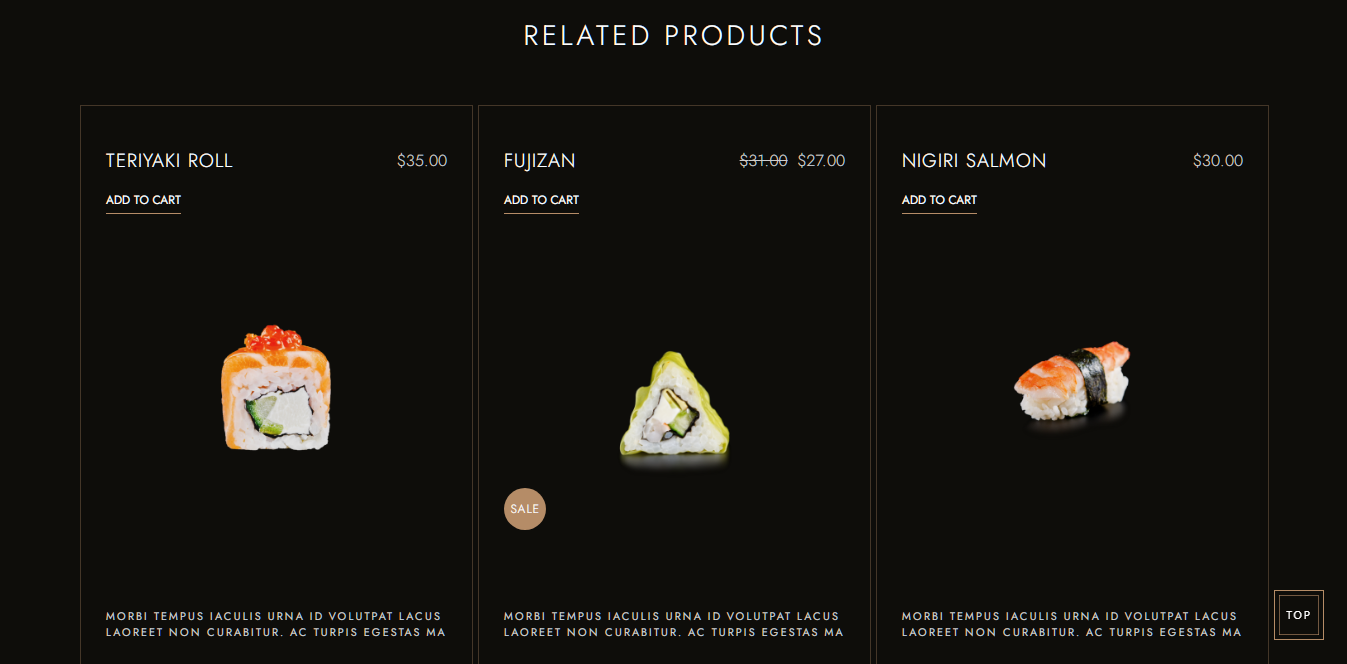 RELATED PRODUCTS
TERIYAKI ROLL $35.00
ADD TO CART
MORBI TEMPUS IACULIS URNA ID VOLUTPAT LACUS
LAOREET NON CURABITUR. AC TURPIS EGESTAS MA
FUJIZAN $31.00 $27.00
ADD TO CART
SALE
MORBI TEMPUS IACULIS URNA ID VOLUTPAT LACUS
LAOREET NON CURABITUR. AC TURPIS EGESTAS MA
NIGIRI SALMON $30.00
ADD TO CART
MORBI TEMPUS IACULIS URNA ID VOLUTPAT LACUS
LAOREET NON CURABITUR. AC TURPIS EGESTAS MA
TOP